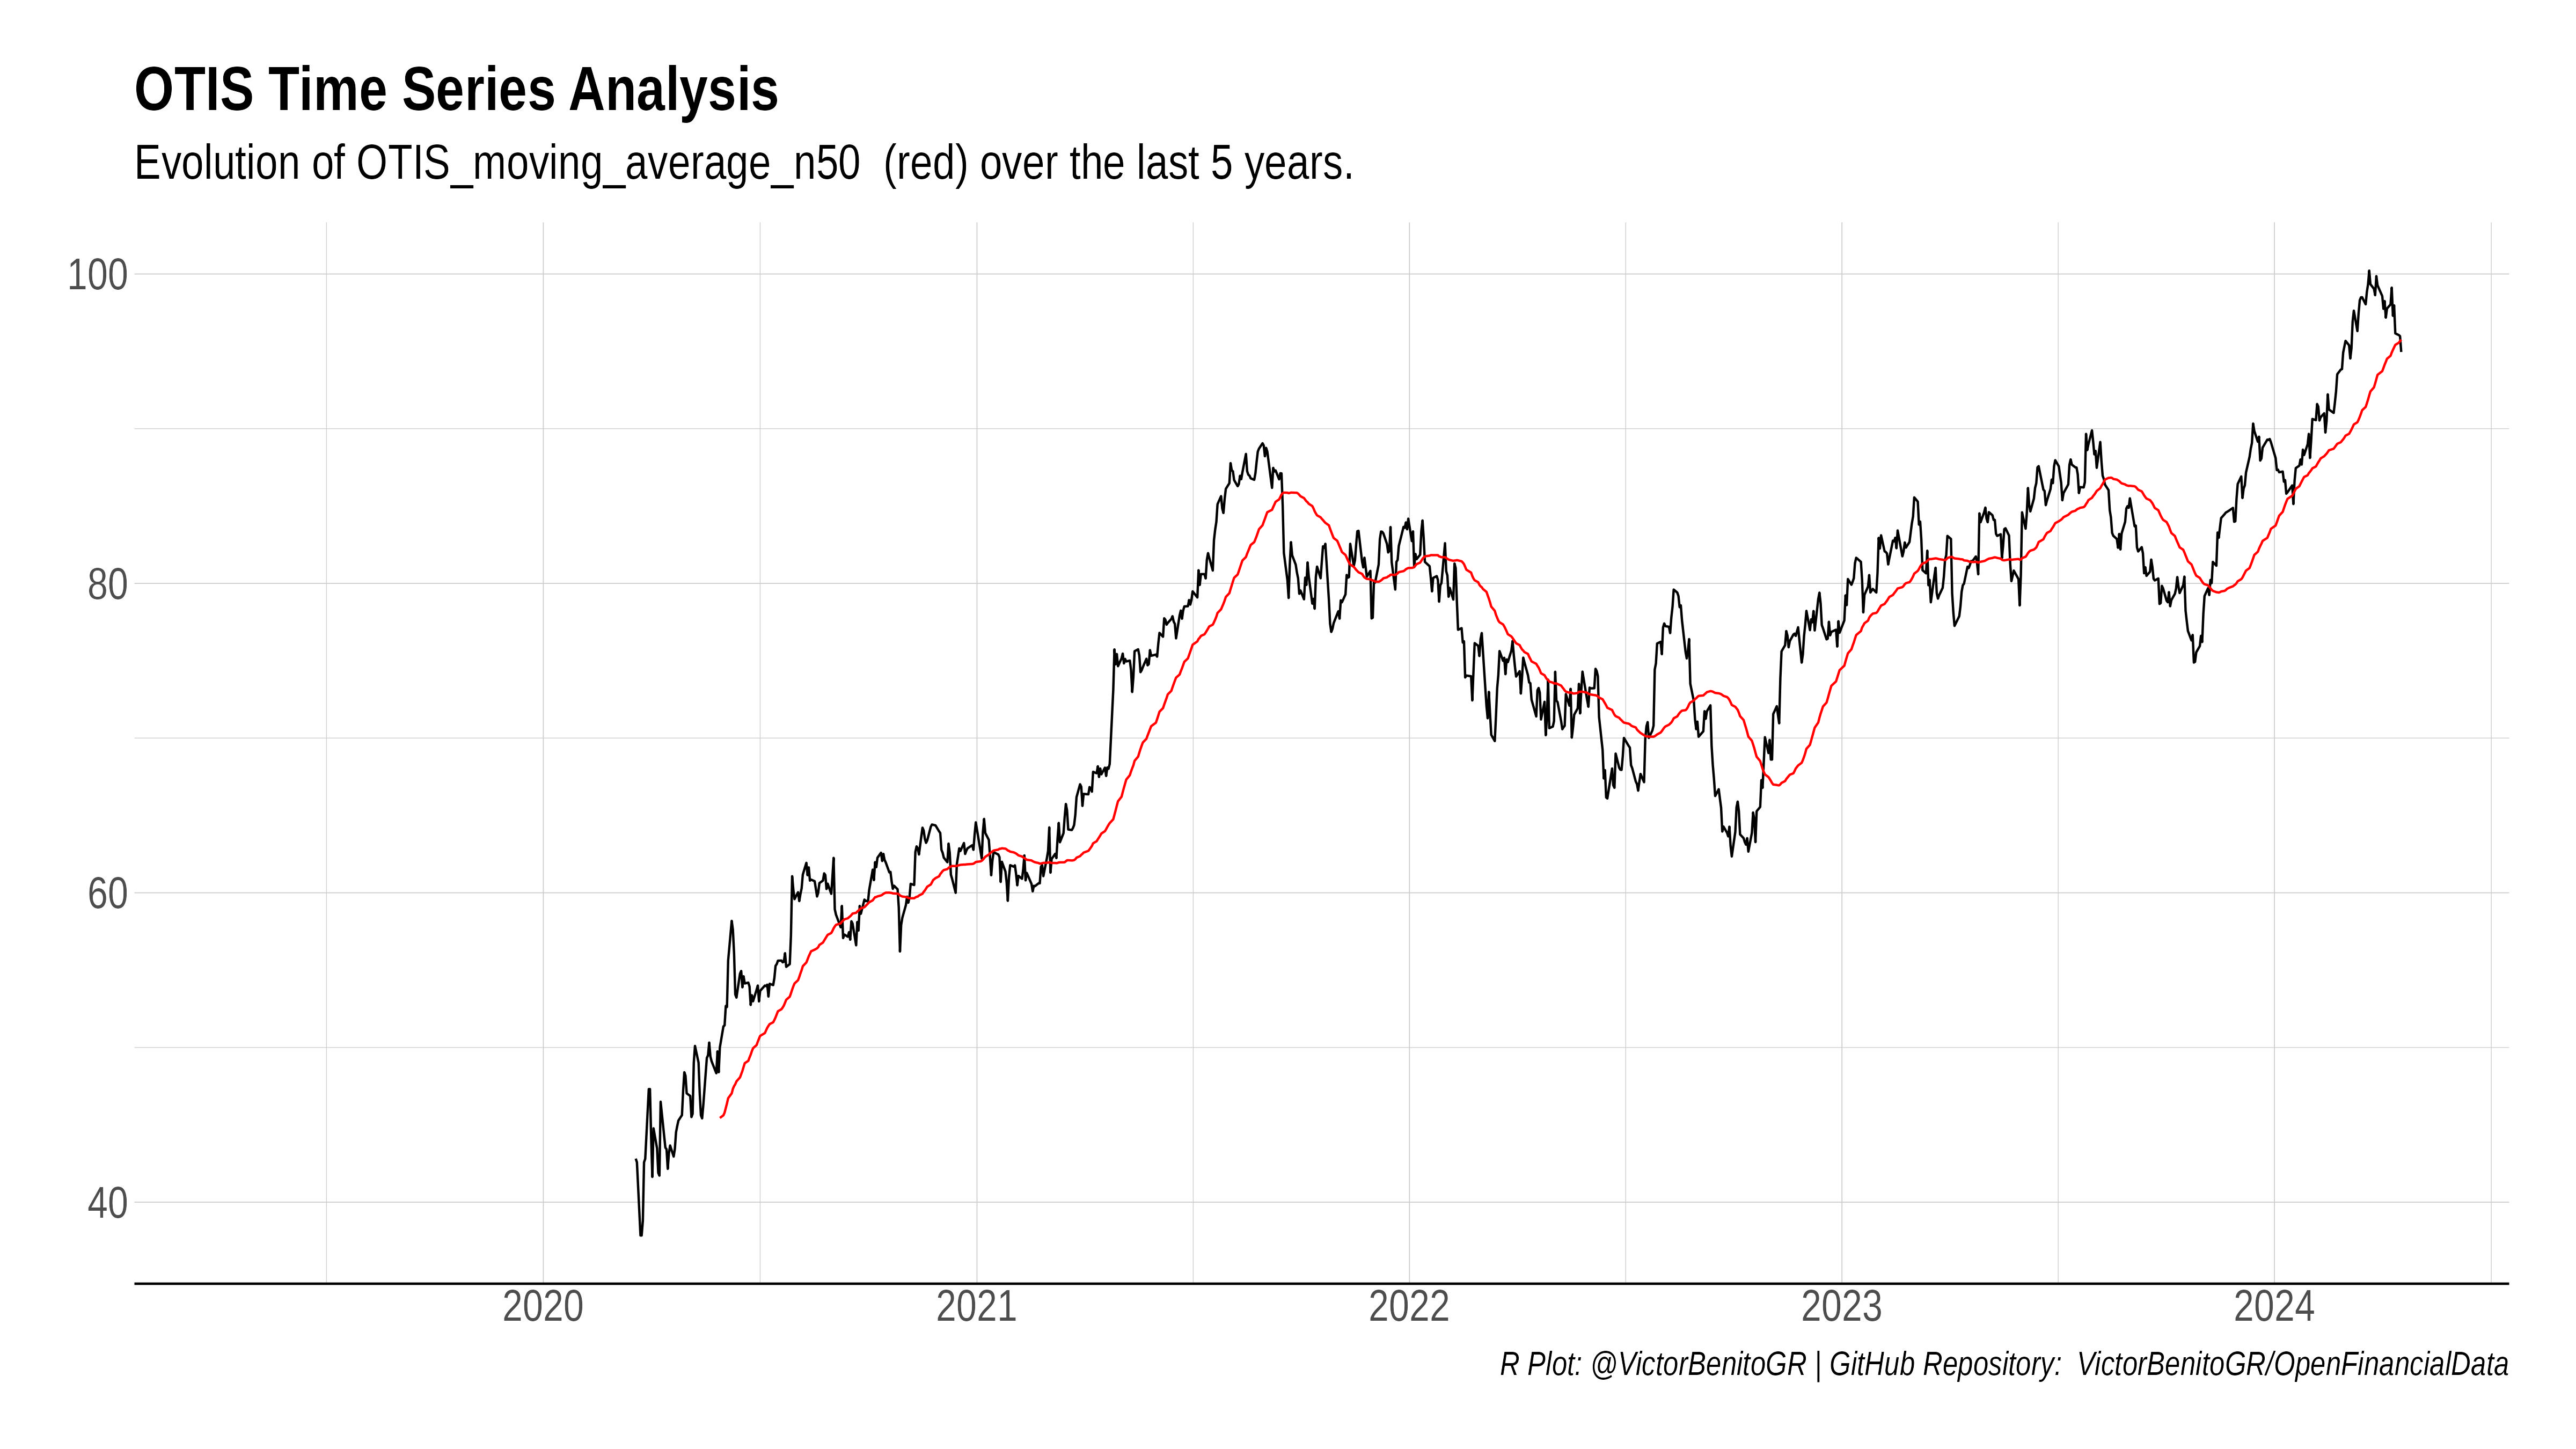 OTIS Time Series Analysis
Evolution of OTIS_moving_average_n50  (red) over the last 5 years.
100
80
60
40
2020 2021 2022 2023 2024
R Plot: @VictorBenitoGR | GitHub Repository:  VictorBenitoGR/OpenFinancialData